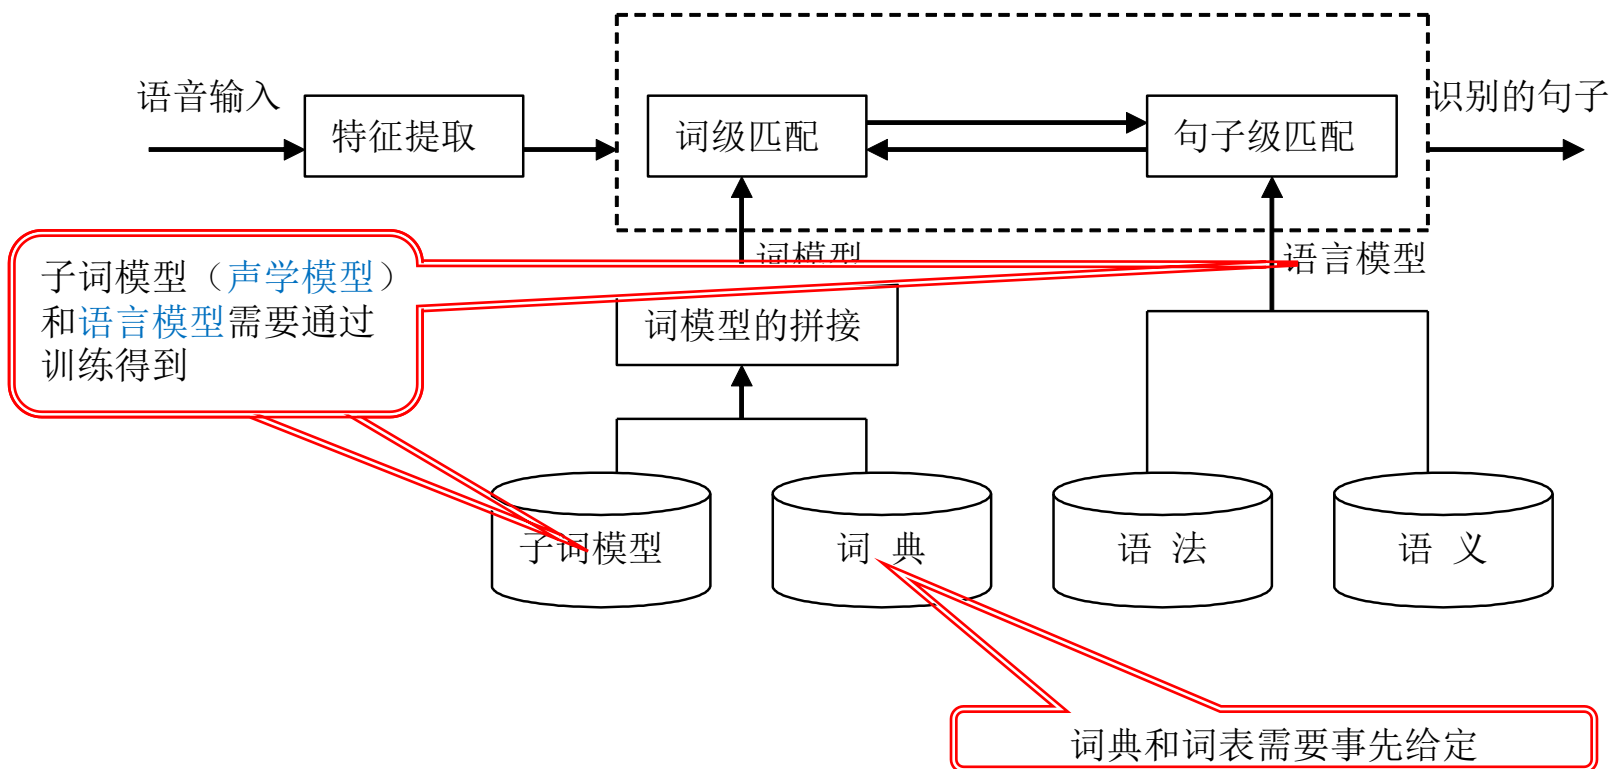 语音输入
特征提取
词级匹配
句子级匹配
识别的句子
词模型
语言模型
子词模型（声学模型）
和语言模型需要通过
训练得到
词模型的拼接
子词模型
词 典
语 法
语 义
词典和词表需要事先给定